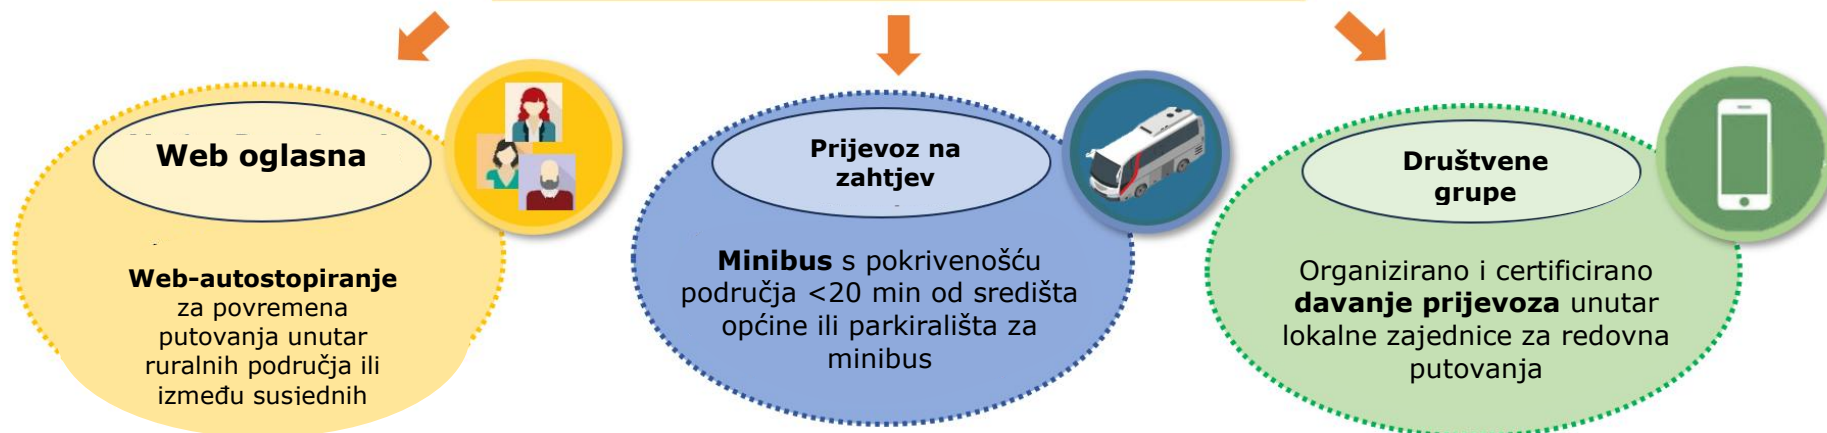 Web oglasna
Web-autostopiranje
za povremena
putovanja unutar
ruralnih područja ili
između susjednih
Prijevoz na
zahtjev
Minibus s pokrivenošću
područja <20 min od središta
općine ili parkirališta za
minibus
Društvene
grupe
Organizirano i certificirano
davanje prijevoza unutar
lokalne zajednice za redovna
putovanja